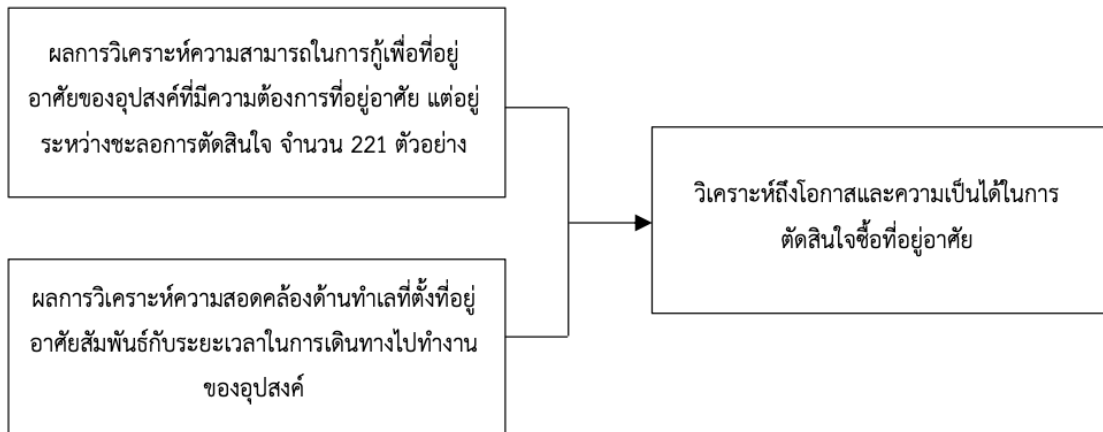 ผลการวิเคราะห์ความสามารถในการกู้เพื่อที่อยู่
อาศัยของอุปสงค์ที่มีความต้องการที่อยู่อาศัย แต่อยู่
ระหว่างชะลอการตัดสินใจ จำนวน 221 ตัวอย่าง
ผลการวิเคราะห์ความสอดคล้องด้านทำเลที่ตั้งที่อยู่
อาศัยสัมพันธ์กับระยะเวลาในการเดินทางไปทำงาน
ของอุปสงค์
วิเคราะห์ถึงโอกาสและความเป็นได้ในการ
ตัดสินใจซื้อที่อยู่อาศัย